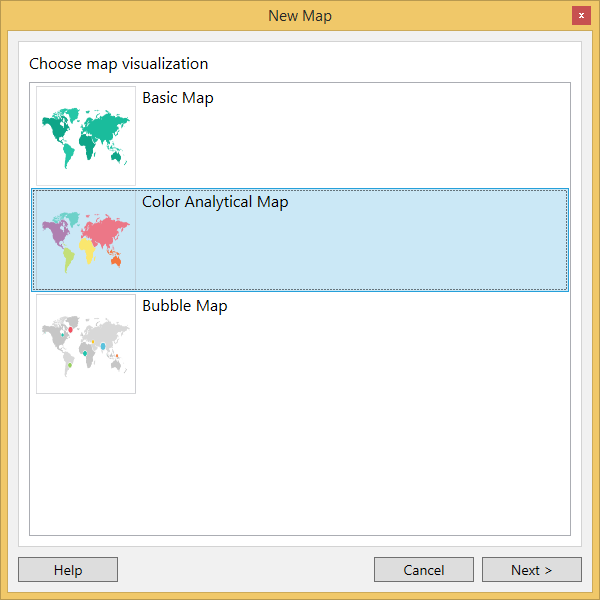 New Map
x
Choose map visualization
Basic Map
Color Analytical Map
Bubble Map
Help
Cancel
Next >